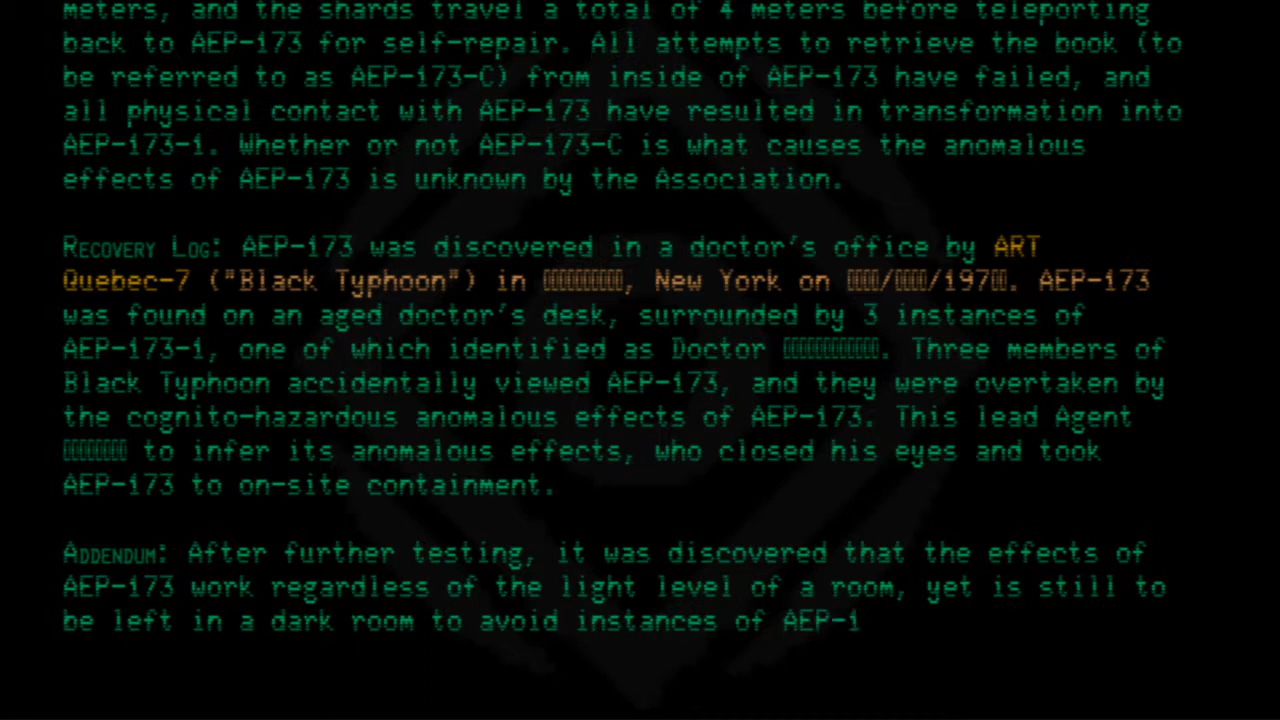 meters, and the shards travel a total of 4 meters before teleporting
back to AEP-173 for self-repair. All attempts to retrieve the book (to
be referred to as AEP-173-C) from inside of AEP-173 have failed, and
all physical contact with AEP-173 have resulted in transformation into
AEP-173-1. Whether or not AEP-173-C is what causes the anomalous
effects of AEP-173 is unknown by the Association.
Recovery Log: AEP-173 was discovered in a doctor's office by ART
Quebec-7 ("Black Typhoon") in ▯▯▯▯▯▯▯▯▯▯, New York on ▯▯▯▯/▯▯▯▯/197▯▯. AEP-173
was found on an aged doctor's desk, surrounded by 3 instances of
AEP-173-1, one of which identified as Doctor ▯▯▯▯▯▯▯▯▯▯▯▯. Three members of
Black Typhoon accidentally viewed AEP-173, and they were overtaken by
the cognito-hazardous anomalous effects of AEP-173. This lead Agent
▯▯▯▯▯▯▯▯ to infer its anomalous effects, who closed his eyes and took
AEP-173 to on-site containment.
Addendum: After further testing, it was discovered that the effects of
AEP-173 work regardless of the light level of a room, yet is still to
be left in a dark room to avoid instances of AEP-1